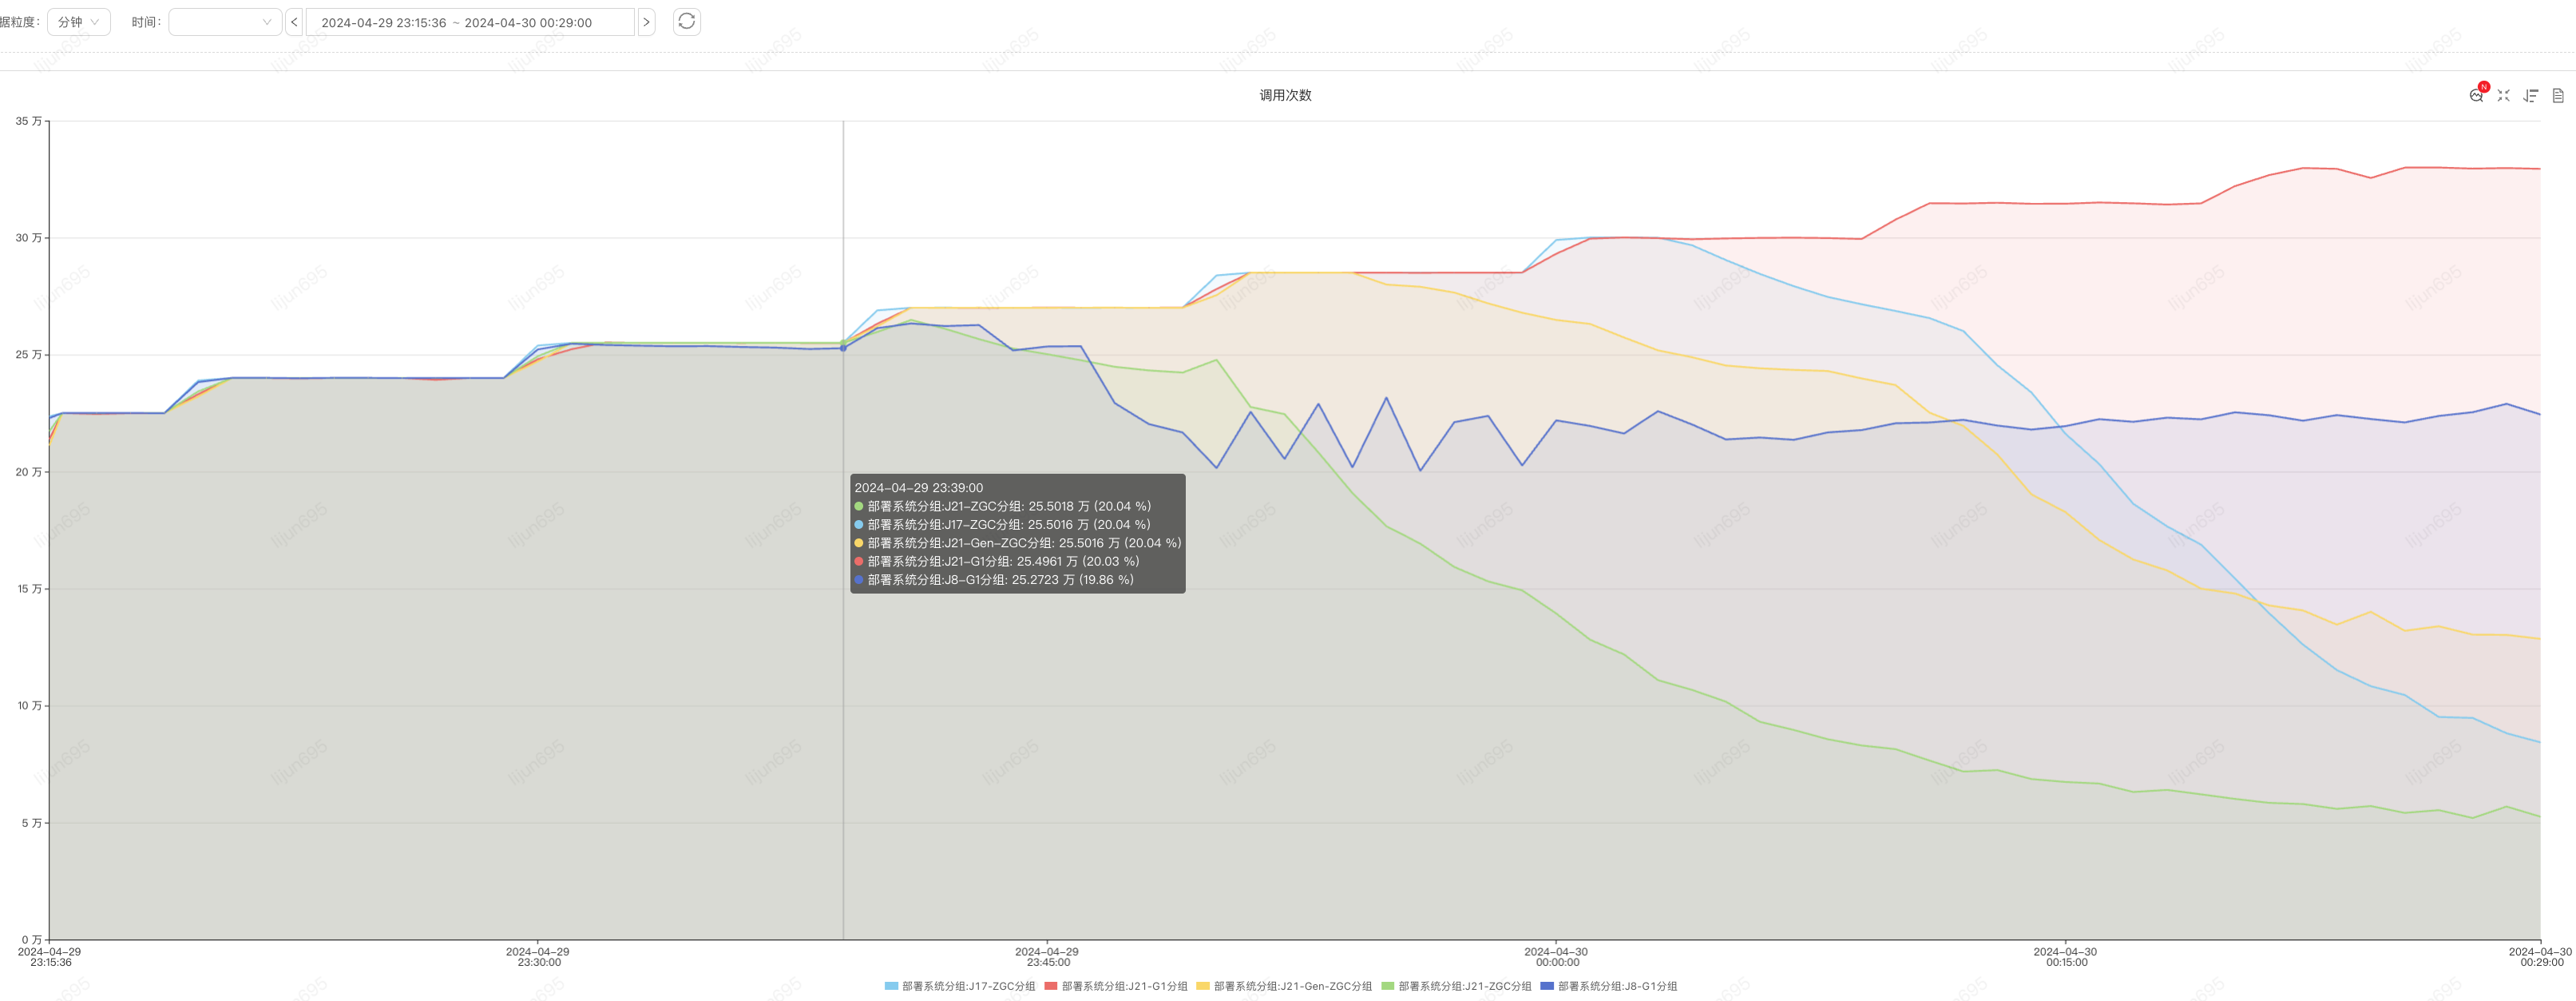 据粒度: 分钟 时间: 2024-04-29 23:15:36 ~ 2024-04-30 00:29:00
调用次数
N
35 万
30 万
25 万
20 万
15 万
10 万
5 万
0 万
2024-04-29 23:39:00
部署系统分组:J21-ZGC分组: 25.5018 万 (20.04 %)
部署系统分组:J17-ZGC分组: 25.5016 万 (20.04 %)
部署系统分组:J21-Gen-ZGC分组: 25.5016 万 (20.04 %)
部署系统分组:J21-G1分组: 25.4961 万 (20.03 %)
部署系统分组:J8-G1分组: 25.2723 万 (19.86 %)
2024-04-29
23:15:36
2024-04-29
23:30:00
2024-04-29
23:45:00
2024-04-30
00:00:00
2024-04-30
00:15:00
2024-04-30
00:29:00
部署系统分组:J17-ZGC分组 部署系统分组:J21-G1分组 部署系统分组:J21-Gen-ZGC分组 部署系统分组:J21-ZGC分组 部署系统分组:J8-G1分组
lijun695